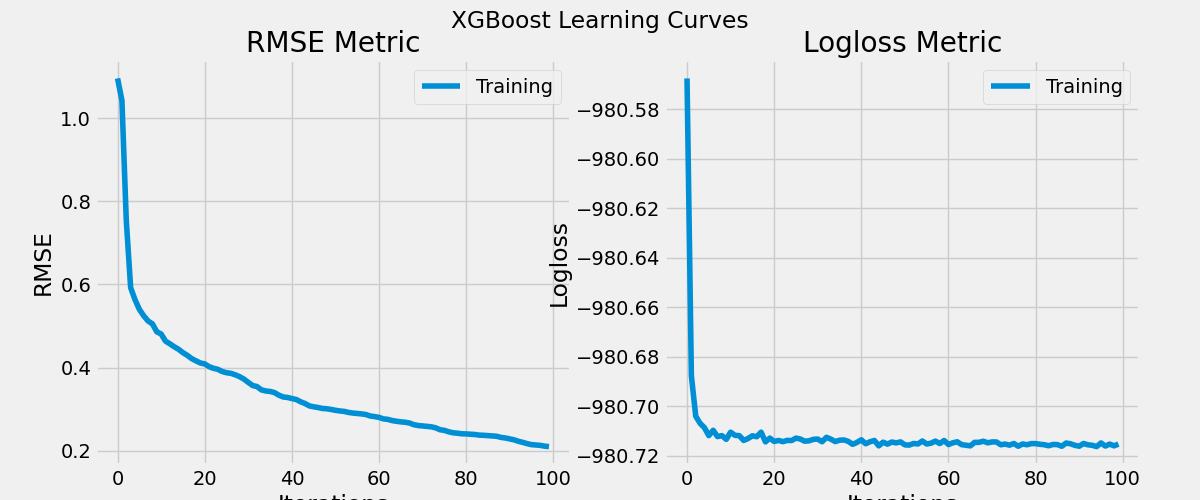 XGBoost Learning Curves
RMSE Metric
Training
RMSE
1.0
0.8
0.6
0.4
0.2
0 20 40 60 80 100
Iterations
Logloss Metric
Training
Logloss
−980.58
−980.60
−980.62
−980.64
−980.66
−980.68
−980.70
−980.72
0 20 40 60 80 100
Iterations